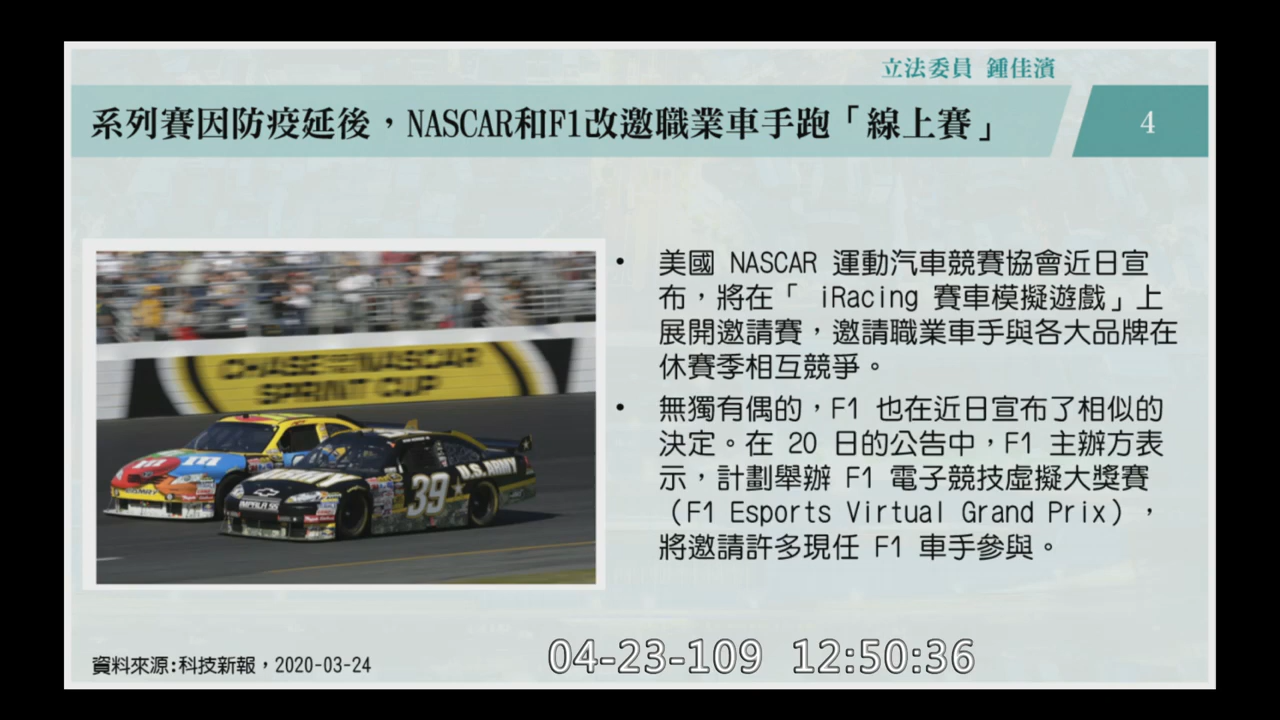 立法委員 鍾佳濱
系列賽因防疫延後，NASCAR和F1改邀職業車手跑「線上賽」
4
CHASE FOR THE NASCAR
SPRINT CUP
U.S. ARMY
39
• 美國 NASCAR 運動汽車競賽協會近日宣
布，將在「 iRacing 賽車模擬遊戲」上
展開邀請賽，邀請職業車手與各大品牌在
休賽季相互競爭。
• 無獨有偶的，F1 也在近日宣布了相似的
決定。在 20 日的公告中，F1 主辦方表
示，計劃舉辦 F1 電子競技虛擬大獎賽
（F1 Esports Virtual Grand Prix），
將邀請許多現任 F1 車手參與。
資料來源:科技新報，2020-03-24
04-23-109 12:50:36